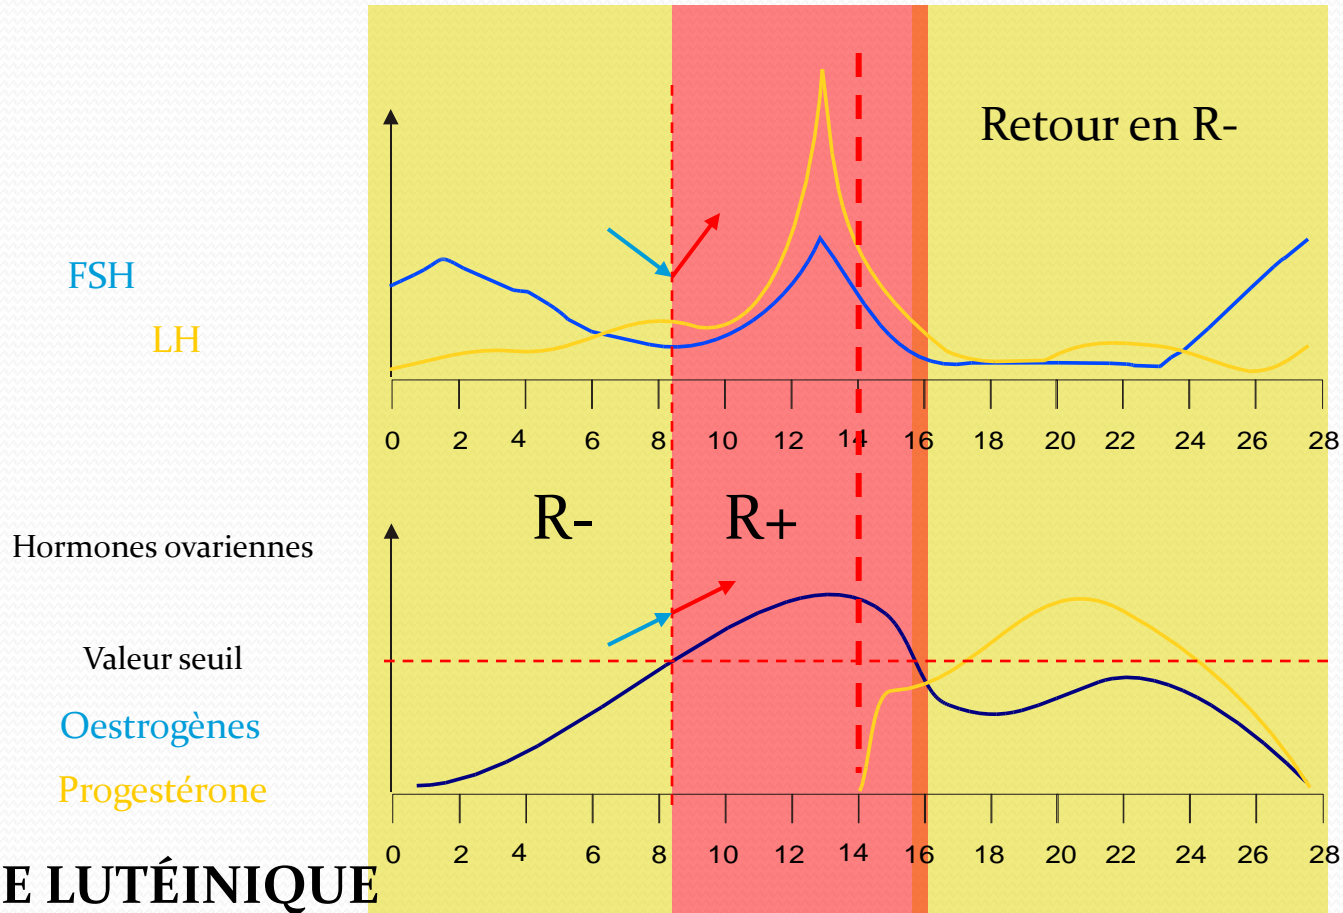 Retour en R-
FSH
LH
0 2 4 6 8 10 12 14 16 18 20 22 24 26 28
R- R+
Hormones ovariennes
Valeur seuil
Oestrogènes
Progestérone
0 2 4 6 8 10 12 14 16 18 20 22 24 26 28
E LUTÉINIQUE